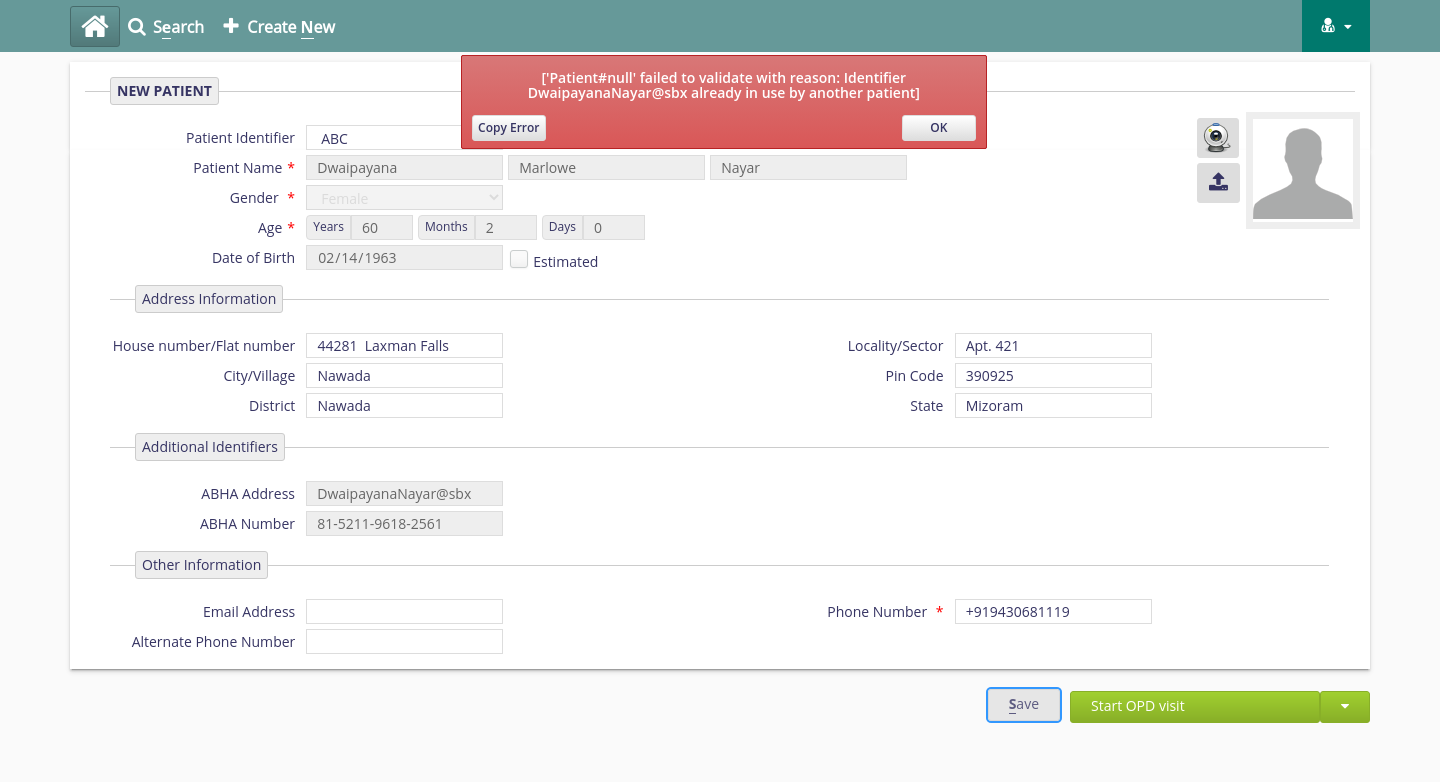 Search
Create New
['Patient#null' failed to validate with reason: Identifier
DwaipayanaNayar@sbx already in use by another patient]
Copy Error
OK
NEW PATIENT
Patient Identifier
ABC
Patient Name *
Dwaipayana
Marlowe
Nayar
Gender *
Female
Age *
Years
60
Months
2
Days
0
Date of Birth
02/14/1963
Estimated
Address Information
House number/Flat number
44281 Laxman Falls
Locality/Sector
Apt. 421
City/Village
Nawada
Pin Code
390925
District
Nawada
State
Mizoram
Additional Identifiers
ABHA Address
DwaipayanaNayar@sbx
ABHA Number
81-5211-9618-2561
Other Information
Email Address
Phone Number *
+919430681119
Alternate Phone Number
Save
Start OPD visit